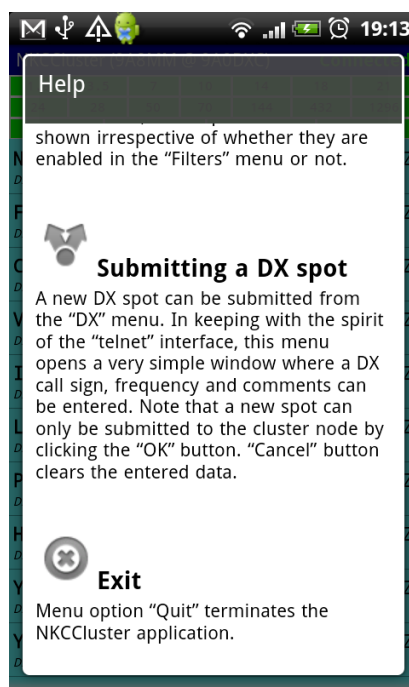 19:13
Help
shown irrespective of whether they are
enabled in the “Filters” menu or not.
Submitting a DX spot
A new DX spot can be submitted from
the “DX” menu. In keeping with the spirit
of the “telnet” interface, this menu
opens a very simple window where a DX
call sign, frequency and comments can
be entered. Note that a new spot can
only be submitted to the cluster node by
clicking the “OK” button. “Cancel” button
clears the entered data.
Exit
Menu option “Quit” terminates the
NKCCluster application.